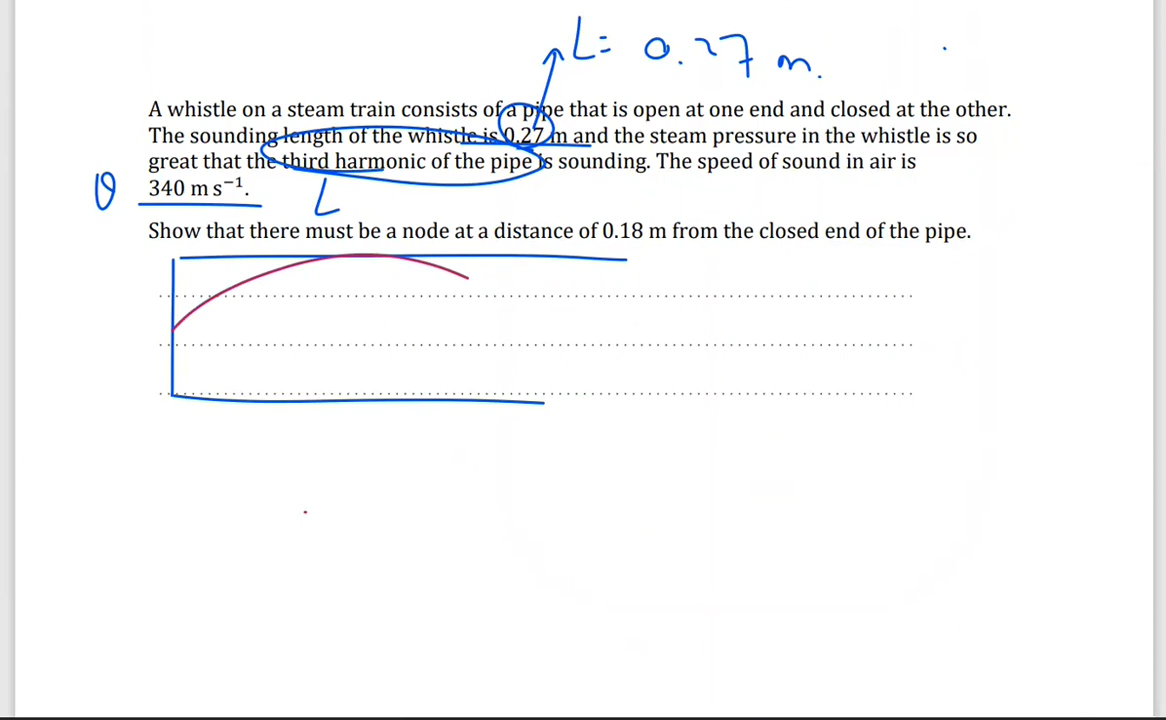 L= 0.27 m.
A whistle on a steam train consists of a pipe that is open at one end and closed at the other.
The sounding length of the whistle is 0.27 m and the steam pressure in the whistle is so
great that the third harmonic of the pipe is sounding. The speed of sound in air is
340 m s⁻¹.
L
Show that there must be a node at a distance of 0.18 m from the closed end of the pipe.